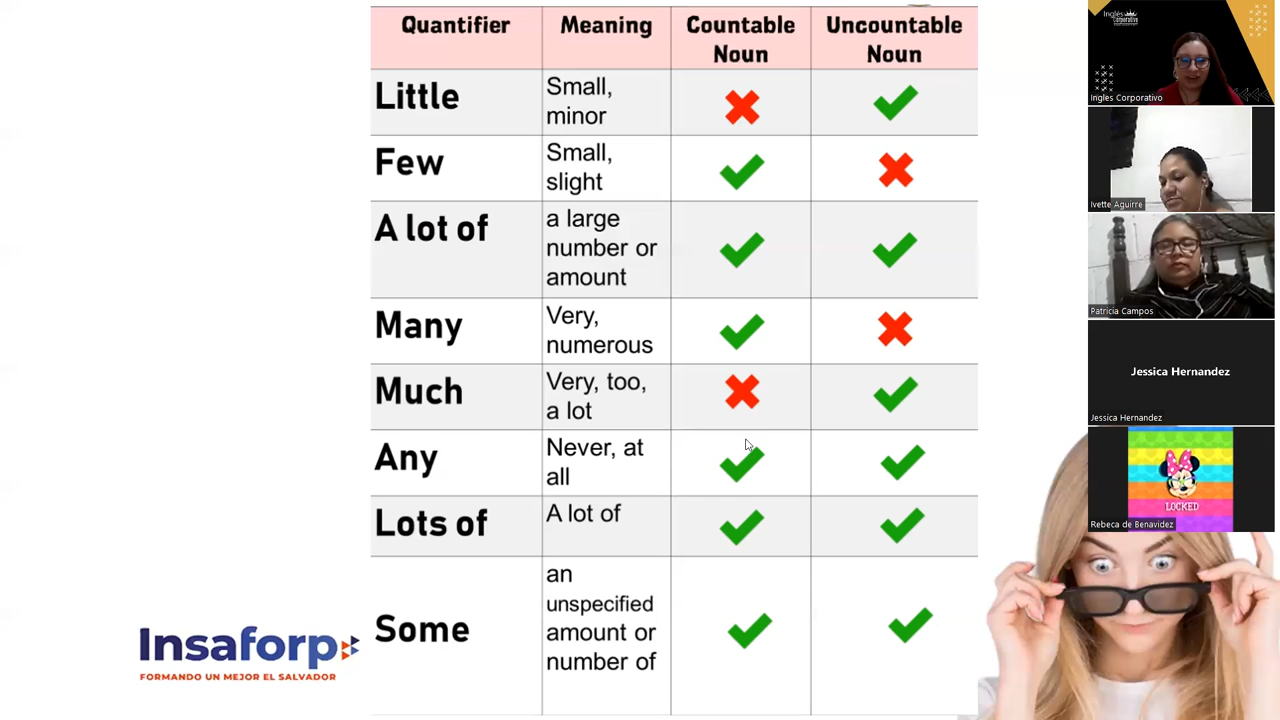 Quantifier
Meaning
Countable
Noun
Uncountable
Noun
Little
Small,
minor
Few
Small,
slight
A lot of
a large
number or
amount
Many
Very,
numerous
Much
Very, too,
a lot
Any
Never, at
all
Lots of
A lot of
Some
an
unspecified
amount or
number of
Insaforp
FORMANDO UN MEJOR EL SALVADOR
Inglés
Corporativo
Ingles Corporativo
Ivette Aguirre
Patricia Campos
Jessica Hernandez
Jessica Hernandez
LOCKED
Rebeca de Benavidez